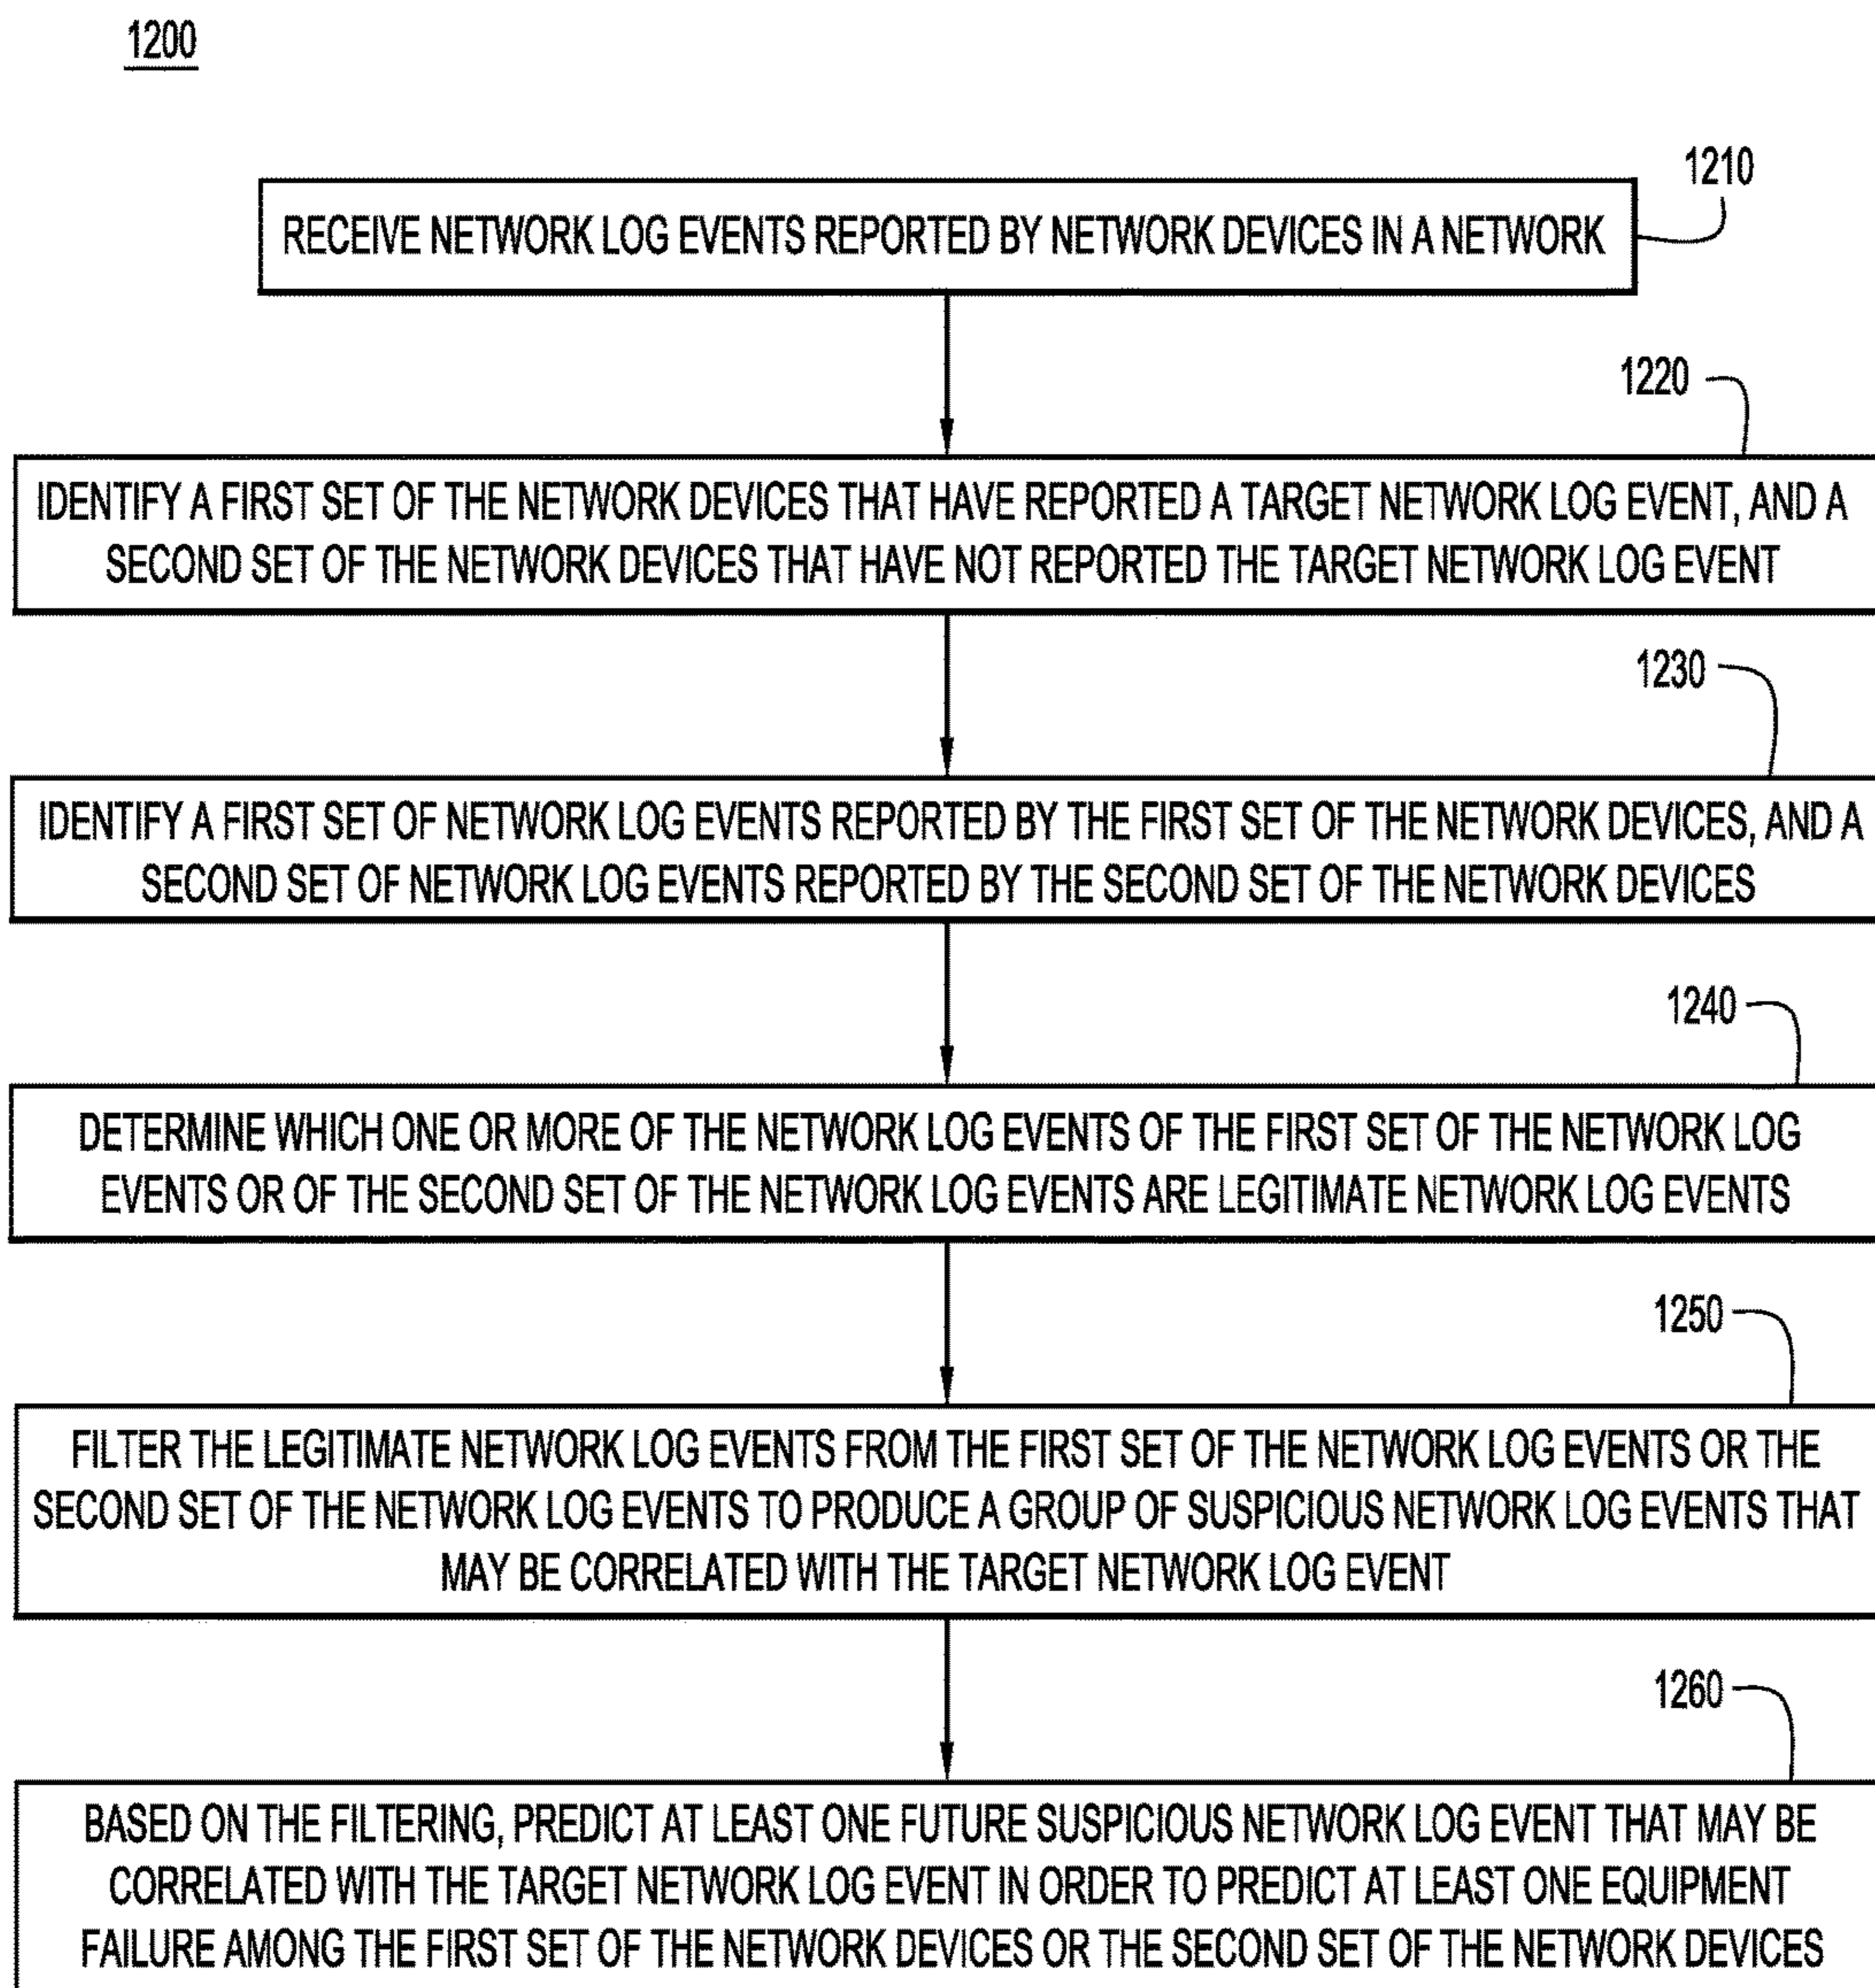 1200
1210
RECEIVE NETWORK LOG EVENTS REPORTED BY NETWORK DEVICES IN A NETWORK
1220
IDENTIFY A FIRST SET OF THE NETWORK DEVICES THAT HAVE REPORTED A TARGET NETWORK LOG EVENT, AND A
SECOND SET OF THE NETWORK DEVICES THAT HAVE NOT REPORTED THE TARGET NETWORK LOG EVENT
1230
IDENTIFY A FIRST SET OF NETWORK LOG EVENTS REPORTED BY THE FIRST SET OF THE NETWORK DEVICES, AND A
SECOND SET OF NETWORK LOG EVENTS REPORTED BY THE SECOND SET OF THE NETWORK DEVICES
1240
DETERMINE WHICH ONE OR MORE OF THE NETWORK LOG EVENTS OF THE FIRST SET OF THE NETWORK LOG
EVENTS OR OF THE SECOND SET OF THE NETWORK LOG EVENTS ARE LEGITIMATE NETWORK LOG EVENTS
1250
FILTER THE LEGITIMATE NETWORK LOG EVENTS FROM THE FIRST SET OF THE NETWORK LOG EVENTS OR THE
SECOND SET OF THE NETWORK LOG EVENTS TO PRODUCE A GROUP OF SUSPICIOUS NETWORK LOG EVENTS THAT
MAY BE CORRELATED WITH THE TARGET NETWORK LOG EVENT
1260
BASED ON THE FILTERING, PREDICT AT LEAST ONE FUTURE SUSPICIOUS NETWORK LOG EVENT THAT MAY BE
CORRELATED WITH THE TARGET NETWORK LOG EVENT IN ORDER TO PREDICT AT LEAST ONE EQUIPMENT
FAILURE AMONG THE FIRST SET OF THE NETWORK DEVICES OR THE SECOND SET OF THE NETWORK DEVICES